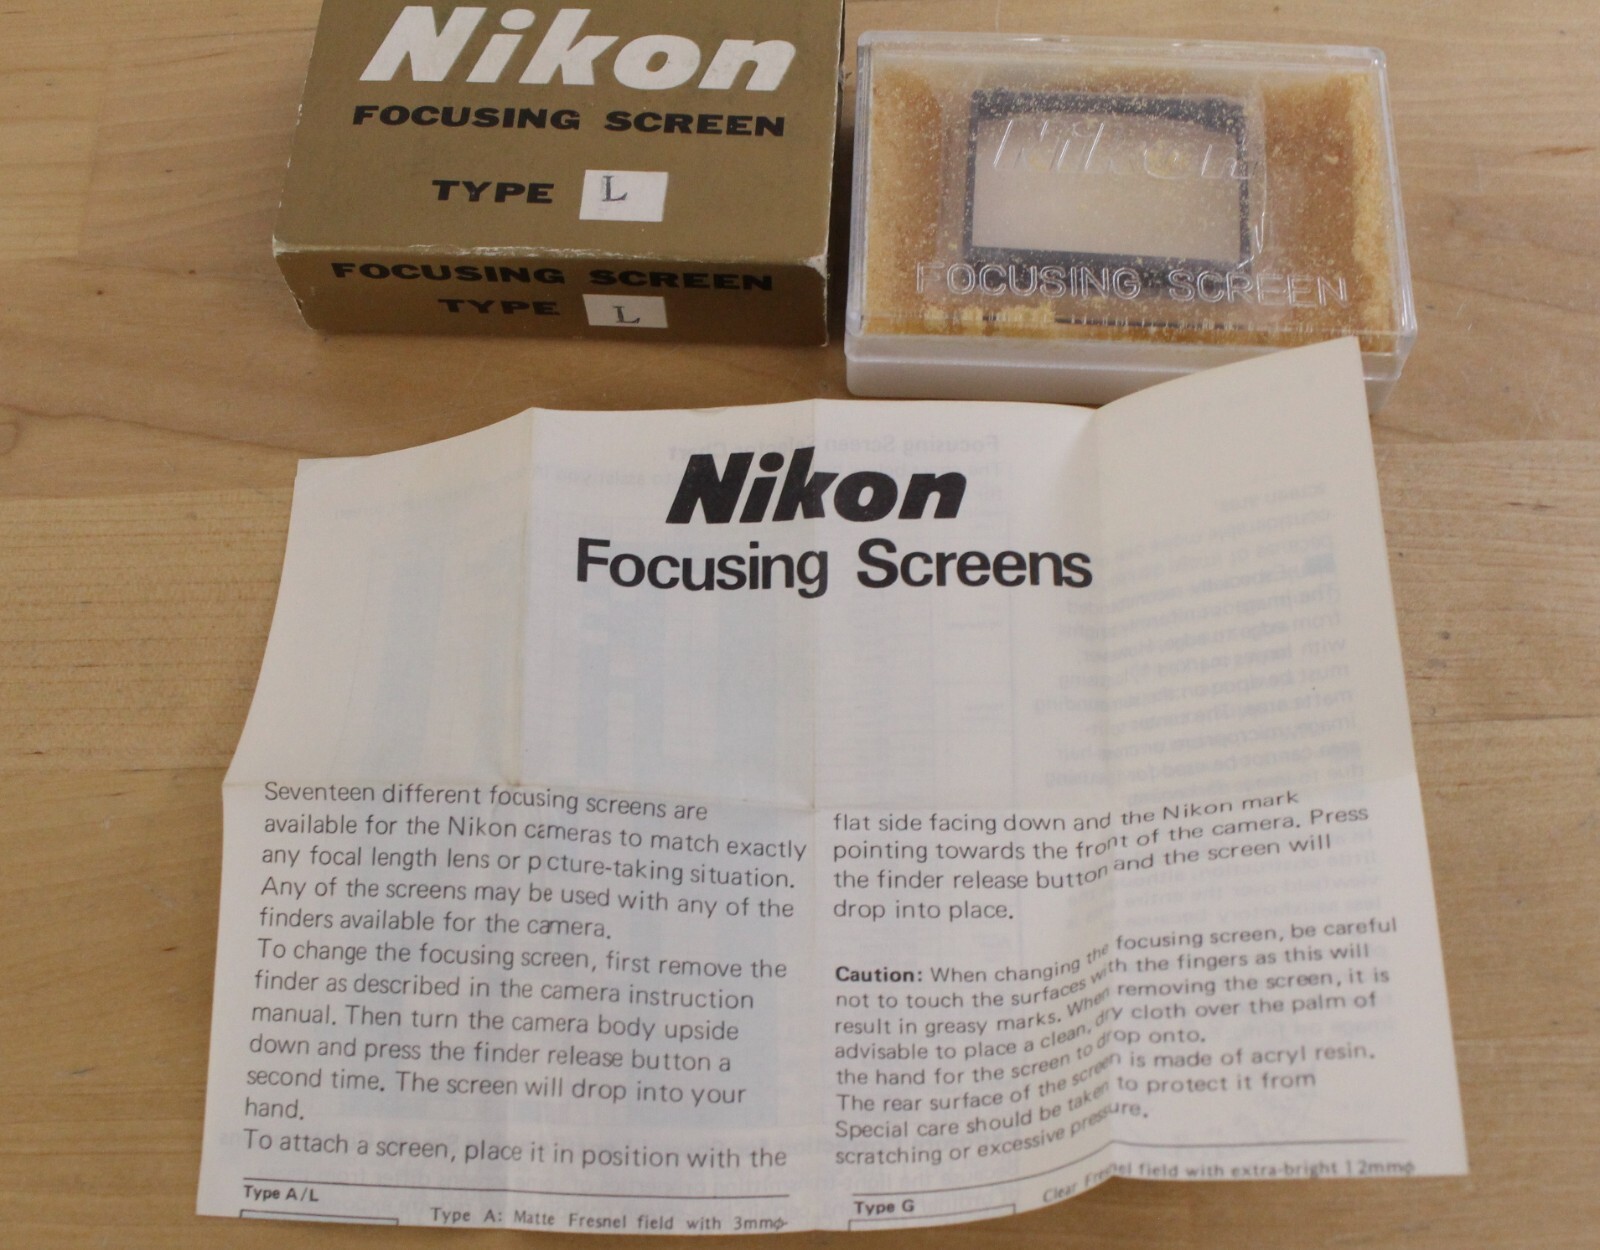 Nikon
FOCUSING SCREEN
TYPE L
FOCUSING SCREEN
TYPE L
Nikon
FOCUSING SCREEN
Nikon
Focusing Screens
Seventeen different focusing screens are
available for the Nikon cameras to match exactly
any focal length lens or p cture-taking situation.
Any of the screens may be used with any of the
finders available for the camera.
To change the focusing screen, first remove the
finder as described in the camera instruction
manual. Then turn the camera body upside
down and press the finder release button a
second time. The screen will drop into your
hand.
To attach a screen, place it in position with the
flat side facing down and the Nikon mark
pointing towards the front of the camera. Press
the finder release button and the screen will
drop into place.
Caution: When changing the focusing screen, be careful
not to touch the surfaces with the fingers as this will
result in greasy marks. When removing the screen, it is
advisable to place a clean, dry cloth over the palm of
the hand for the screen to drop onto.
The rear surface of the screen is made of acryl resin.
Special care should be taken to protect it from
scratching or excessive pressure.
Type A/L
Type A: Matte Fresnel field with 3mmφ
Type G
Clear Fresnel field with extra-bright 12mmφ